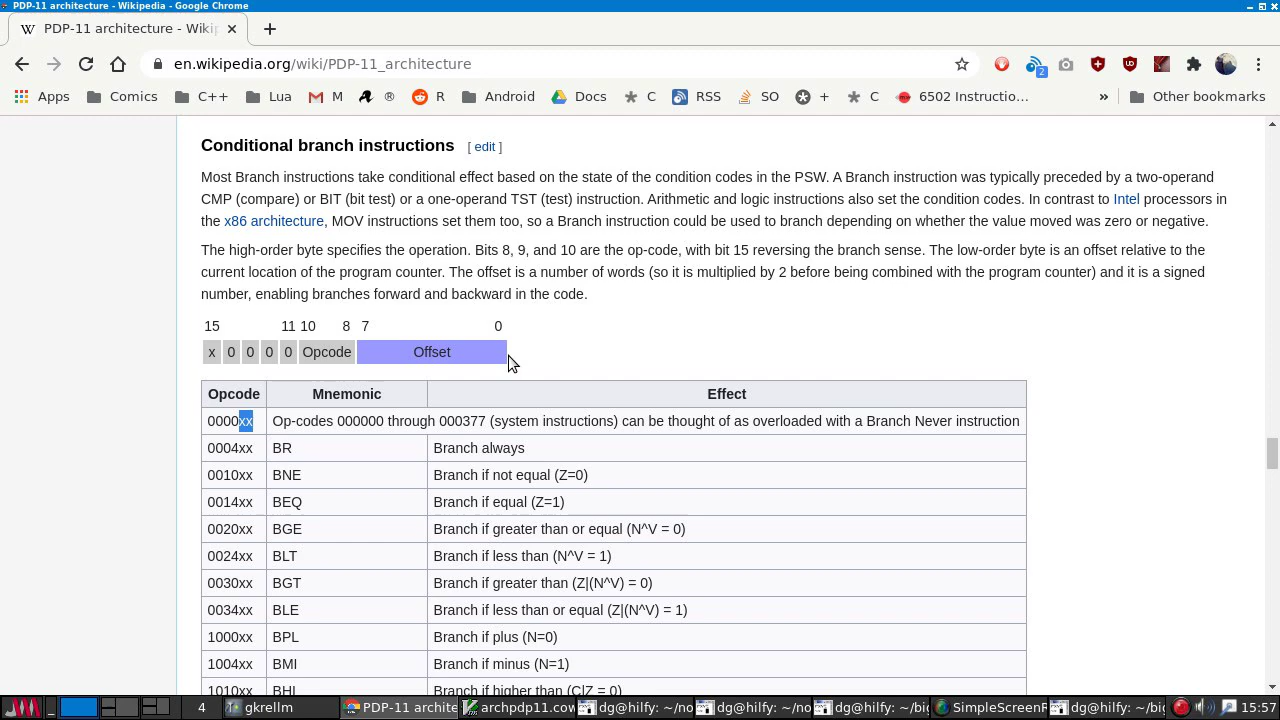 PDP-11 architecture - Wikipedia - Google Chrome
PDP-11 architecture - Wiki
en.wikipedia.org/wiki/PDP-11_architecture
2
Apps Comics C++ Lua M ® R Android Docs C RSS SO + C 6502 Instructio… » Other bookmarks
Conditional branch instructions [ edit ]
Most Branch instructions take conditional effect based on the state of the condition codes in the PSW. A Branch instruction was typically preceded by a two-operand
CMP (compare) or BIT (bit test) or a one-operand TST (test) instruction. Arithmetic and logic instructions also set the condition codes. In contrast to Intel processors in
the x86 architecture, MOV instructions set them too, so a Branch instruction could be used to branch depending on whether the value moved was zero or negative.
The high-order byte specifies the operation. Bits 8, 9, and 10 are the op-code, with bit 15 reversing the branch sense. The low-order byte is an offset relative to the
current location of the program counter. The offset is a number of words (so it is multiplied by 2 before being combined with the program counter) and it is a signed
number, enabling branches forward and backward in the code.
15 11 10 8 7 0
x 0 0 0 0 Opcode Offset
Opcode Mnemonic Effect
0000xx Op-codes 000000 through 000377 (system instructions) can be thought of as overloaded with a Branch Never instruction
0004xx BR Branch always
0010xx BNE Branch if not equal (Z=0)
0014xx BEQ Branch if equal (Z=1)
0020xx BGE Branch if greater than or equal (N^V = 0)
0024xx BLT Branch if less than (N^V = 1)
0030xx BGT Branch if greater than (Z|(N^V) = 0)
0034xx BLE Branch if less than or equal (Z|(N^V) = 1)
1000xx BPL Branch if plus (N=0)
1004xx BMI Branch if minus (N=1)
1010xx BHI Branch if higher than (C|Z = 0)
4 gkrellm PDP-11 archite archpdp11.cow dg@hilfy: ~/no dg@hilfy: ~/no dg@hilfy: ~/big SimpleScreenR dg@hilfy: ~/big 15:57